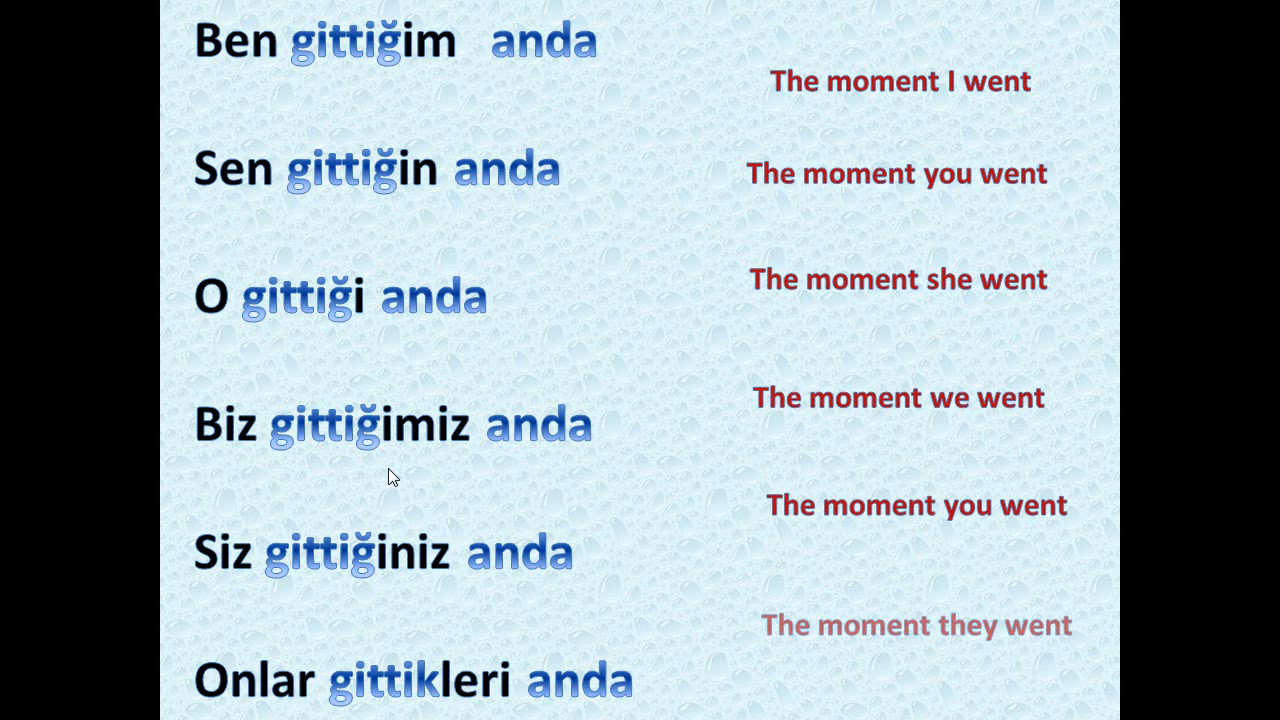 Ben gittiğim anda
The moment I went
Sen gittiğin anda
The moment you went
O gittiği anda
The moment she went
Biz gittiğimiz anda
The moment we went
Siz gittiğiniz anda
The moment you went
Onlar gittikleri anda
The moment they went